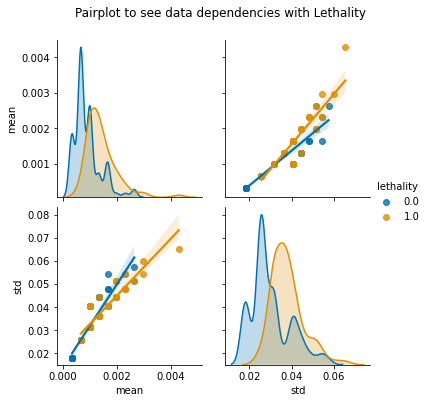 Pairplot to see data dependencies with Lethality
0.004
0.003
0.002
0.001
mean
lethality
0.0
1.0
0.08
0.07
0.06
0.05
0.04
0.03
0.02
std
0.000 0.002 0.004
mean
0.02 0.04 0.06
std